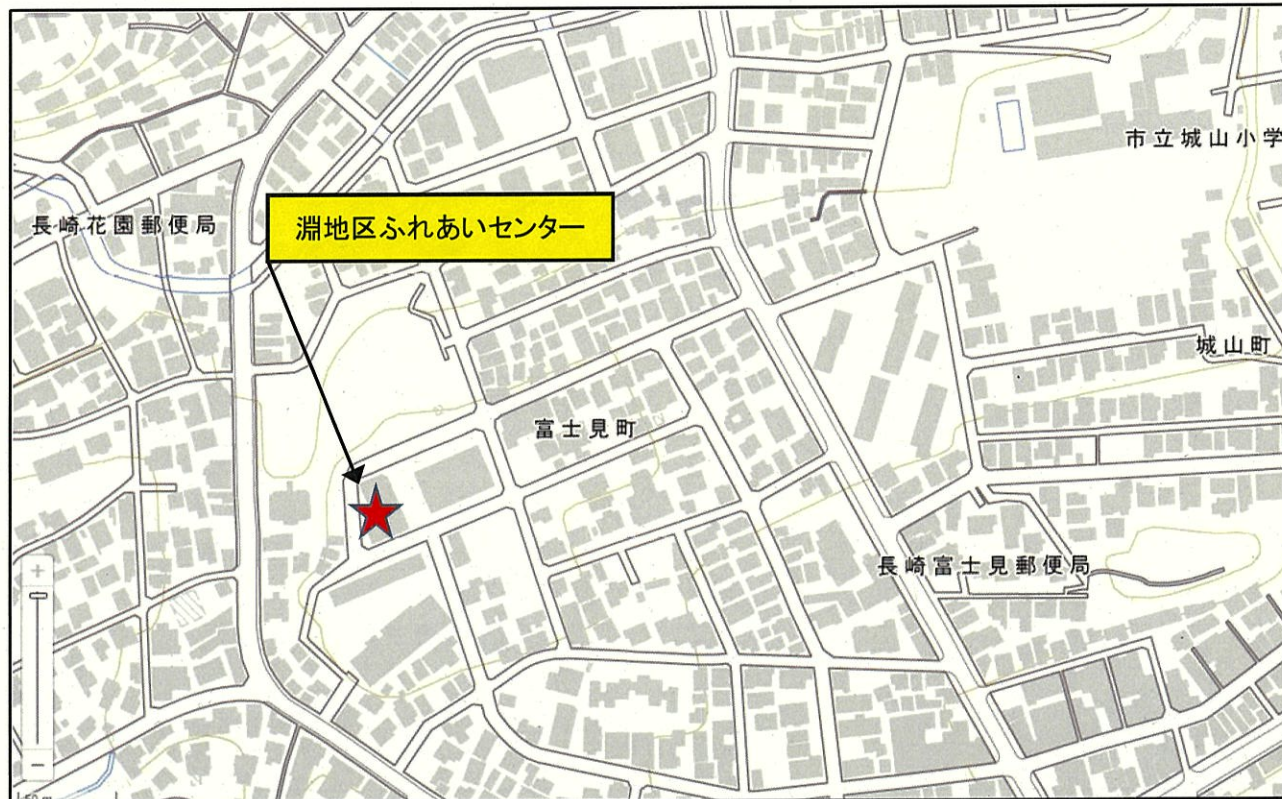 市立城山小学
長崎花園郵便局
淵地区ふれあいセンター
城山町
富士見町
長崎富士見郵便局
+
−
50 m